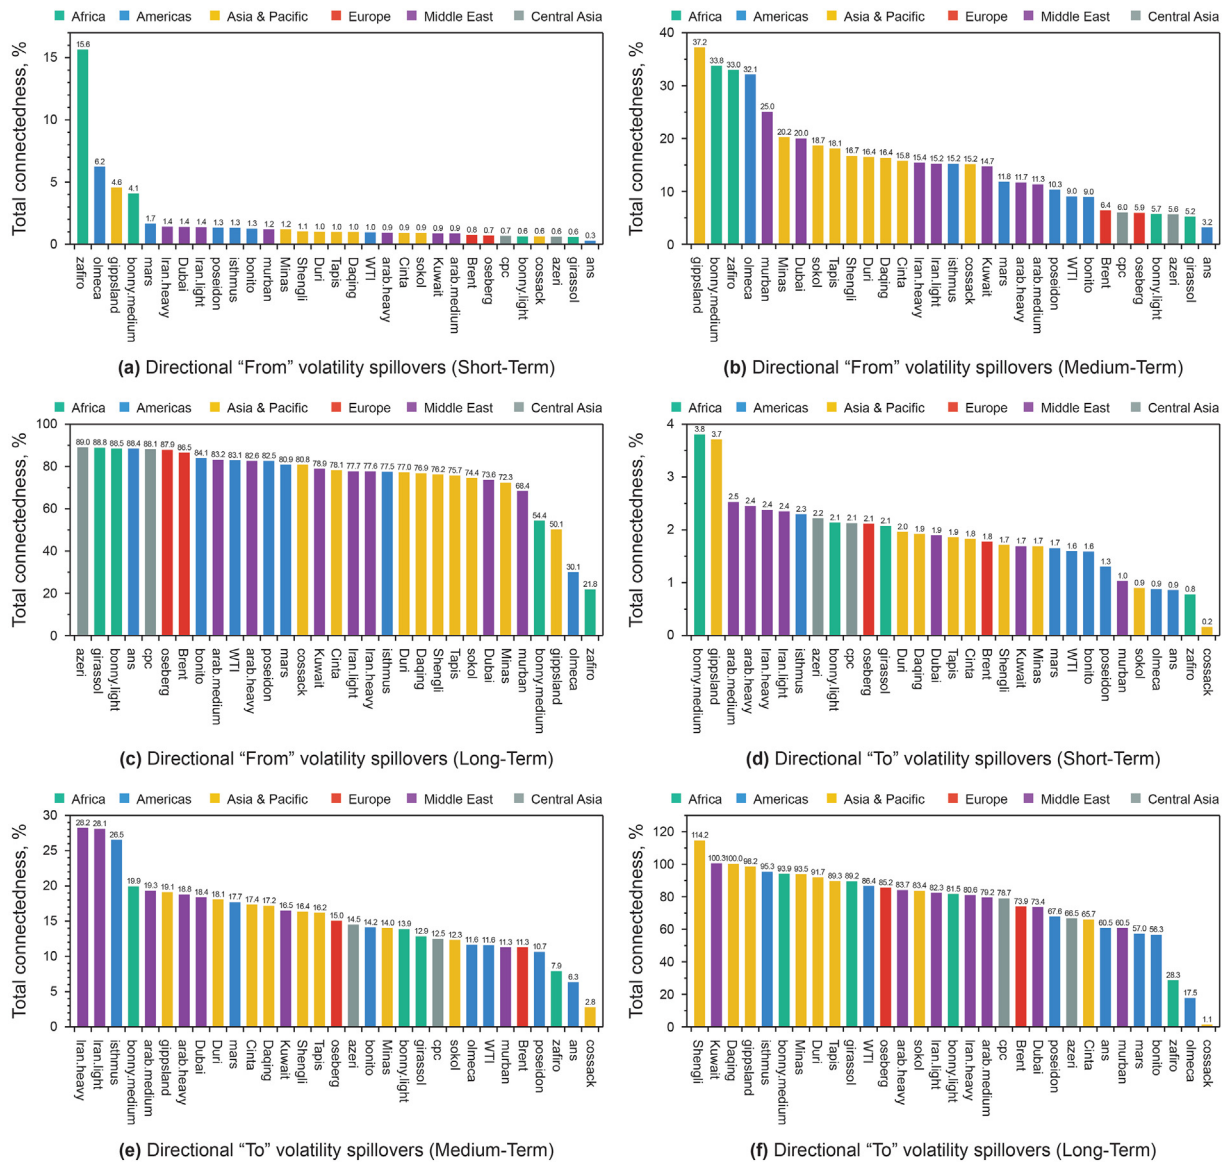 Africa Americas Asia & Pacific Europe Middle East Central Asia
Total connectedness, %
15
10
5
0
15.6 6.2 4.6 4.1 1.7 1.4 1.4 1.4 1.3 1.3 1.3 1.2 1.2 1.1 1.0 1.0 1.0 1.0 0.9 0.9 0.9 0.9 0.9 0.8 0.7 0.7 0.6 0.6 0.6 0.6 0.3
zafiro olmeca gippsland bonny.medium mars Iran.heavy Dubai Iran.light poseidon isthmus bonito murban Minas Shengli Duri Tapis Daqing WTI arab.heavy Cinta sokol Kuwait arab.medium Brent oseberg cpc bonny.light cossack azeri girassol ans
(a) Directional “From” volatility spillovers (Short-Term)
Africa Americas Asia & Pacific Europe Middle East Central Asia
Total connectedness, %
40
30
20
10
0
37.2 33.8 33.0 32.1 25.0 20.2 20.0 18.7 18.1 16.7 16.4 16.4 15.8 15.4 15.2 15.2 15.2 14.7 11.8 11.7 11.3 10.3 9.0 9.0 6.4 6.0 5.9 5.7 5.6 5.2 3.2
gippsland bonny.medium zafiro olmeca murban Minas Dubai sokol Tapis Shengli Duri Daqing Cinta Iran.heavy Iran.light isthmus cossack Kuwait mars arab.heavy arab.medium poseidon WTI bonito Brent cpc oseberg bonny.light azeri girassol ans
(b) Directional “From” volatility spillovers (Medium-Term)
Africa Americas Asia & Pacific Europe Middle East Central Asia
Total connectedness, %
100
80
60
40
20
0
89.0 88.8 88.5 88.4 88.1 87.9 86.5 84.1 83.2 83.1 82.6 82.5 80.9 80.8 78.9 78.1 77.7 77.6 77.5 77.0 76.9 76.2 75.7 74.4 73.6 72.3 68.4 54.4 50.1 30.1 21.8
azeri girassol bonny.light ans cpc oseberg Brent bonito arab.medium WTI arab.heavy poseidon mars cossack Kuwait Cinta Iran.light Iran.heavy isthmus Duri Daqing Shengli Tapis sokol Dubai Minas murban bonny.medium gippsland olmeca zafiro
(c) Directional “From” volatility spillovers (Long-Term)
Africa Americas Asia & Pacific Europe Middle East Central Asia
Total connectedness, %
4
3
2
1
0
3.8 3.7 2.5 2.4 2.4 2.4 2.3 2.2 2.1 2.1 2.1 2.1 2.0 1.9 1.9 1.9 1.8 1.8 1.7 1.7 1.7 1.7 1.6 1.6 1.3 1.0 0.9 0.9 0.9 0.8 0.2
bonny.medium gippsland arab.medium arab.heavy Iran.heavy Iran.light isthmus azeri bonny.light cpc oseberg girassol Duri Daqing Dubai Tapis Cinta Brent Shengli Kuwait Minas mars WTI bonito poseidon murban sokol olmeca ans zafiro cossack
(d) Directional “To” volatility spillovers (Short-Term)
Africa Americas Asia & Pacific Europe Middle East Central Asia
Total connectedness, %
30
25
20
15
10
5
0
28.2 28.1 26.5 19.9 19.3 19.1 18.8 18.4 18.1 17.7 17.4 17.2 16.5 16.4 16.2 15.0 14.5 14.2 14.0 13.9 12.9 12.5 12.3 11.6 11.6 11.3 11.3 10.7 7.9 6.3 2.8
Iran.heavy Iran.light isthmus bonny.medium arab.medium gippsland arab.heavy Dubai Duri mars Cinta Daqing Kuwait Shengli Tapis oseberg azeri bonito Minas bonny.light girassol cpc sokol olmeca WTI murban Brent poseidon zafiro ans cossack
(e) Directional “To” volatility spillovers (Medium-Term)
Africa Americas Asia & Pacific Europe Middle East Central Asia
Total connectedness, %
120
100
80
60
40
20
0
114.2 100.3 100.0 98.2 95.3 93.9 93.5 91.7 89.3 89.2 86.4 85.2 83.7 83.4 82.3 81.5 80.6 79.2 78.7 73.9 73.4 67.6 66.5 65.7 60.5 60.5 57.0 56.3 28.3 17.5 1.1
Shengli Kuwait Daqing gippsland isthmus bonny.medium Minas Duri Tapis girassol WTI oseberg arab.heavy sokol Iran.light bonny.light Iran.heavy arab.medium cpc Brent Dubai poseidon azeri Cinta ans murban mars bonito zafiro olmeca cossack
(f) Directional “To” volatility spillovers (Long-Term)